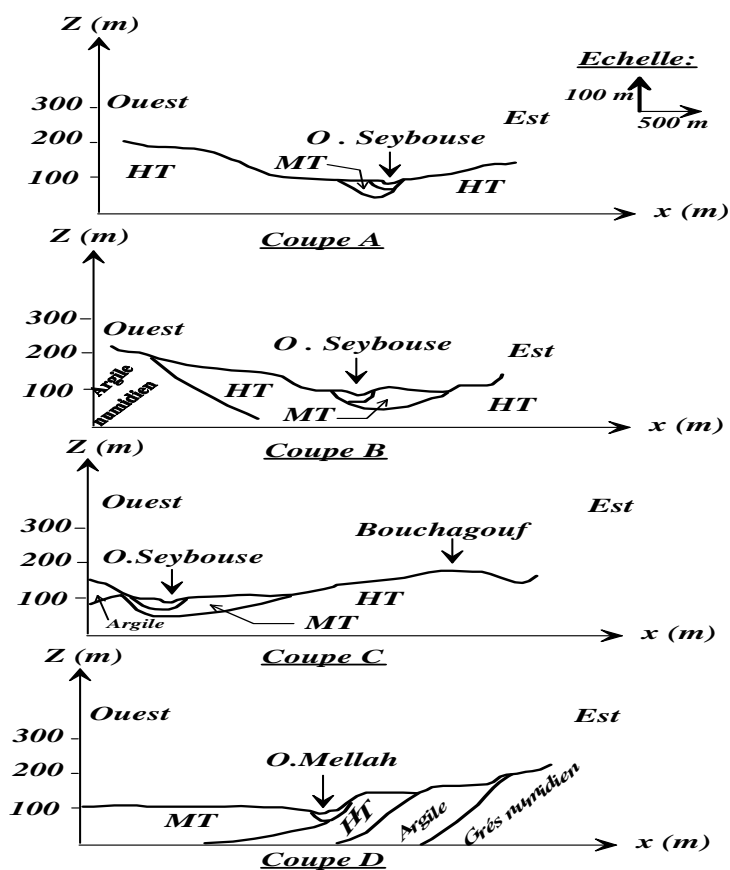 Z (m)
Echelle:
100 m
500 m
300
Ouest
Est
200
O . Seybouse
MT
100
HT
HT
x (m)
Coupe A
Z (m)
300
Ouest
O . Seybouse
Est
200
Argile
numidien
100
HT
MT
HT
x (m)
Coupe B
Z (m)
Ouest
Est
300
Bouchagouf
O.Seybouse
200
100
HT
Argile
MT
x (m)
Coupe C
Z (m)
Ouest
Est
300
O.Mellah
200
100
MT
HT
Argile
Grés numidien
x (m)
Coupe D